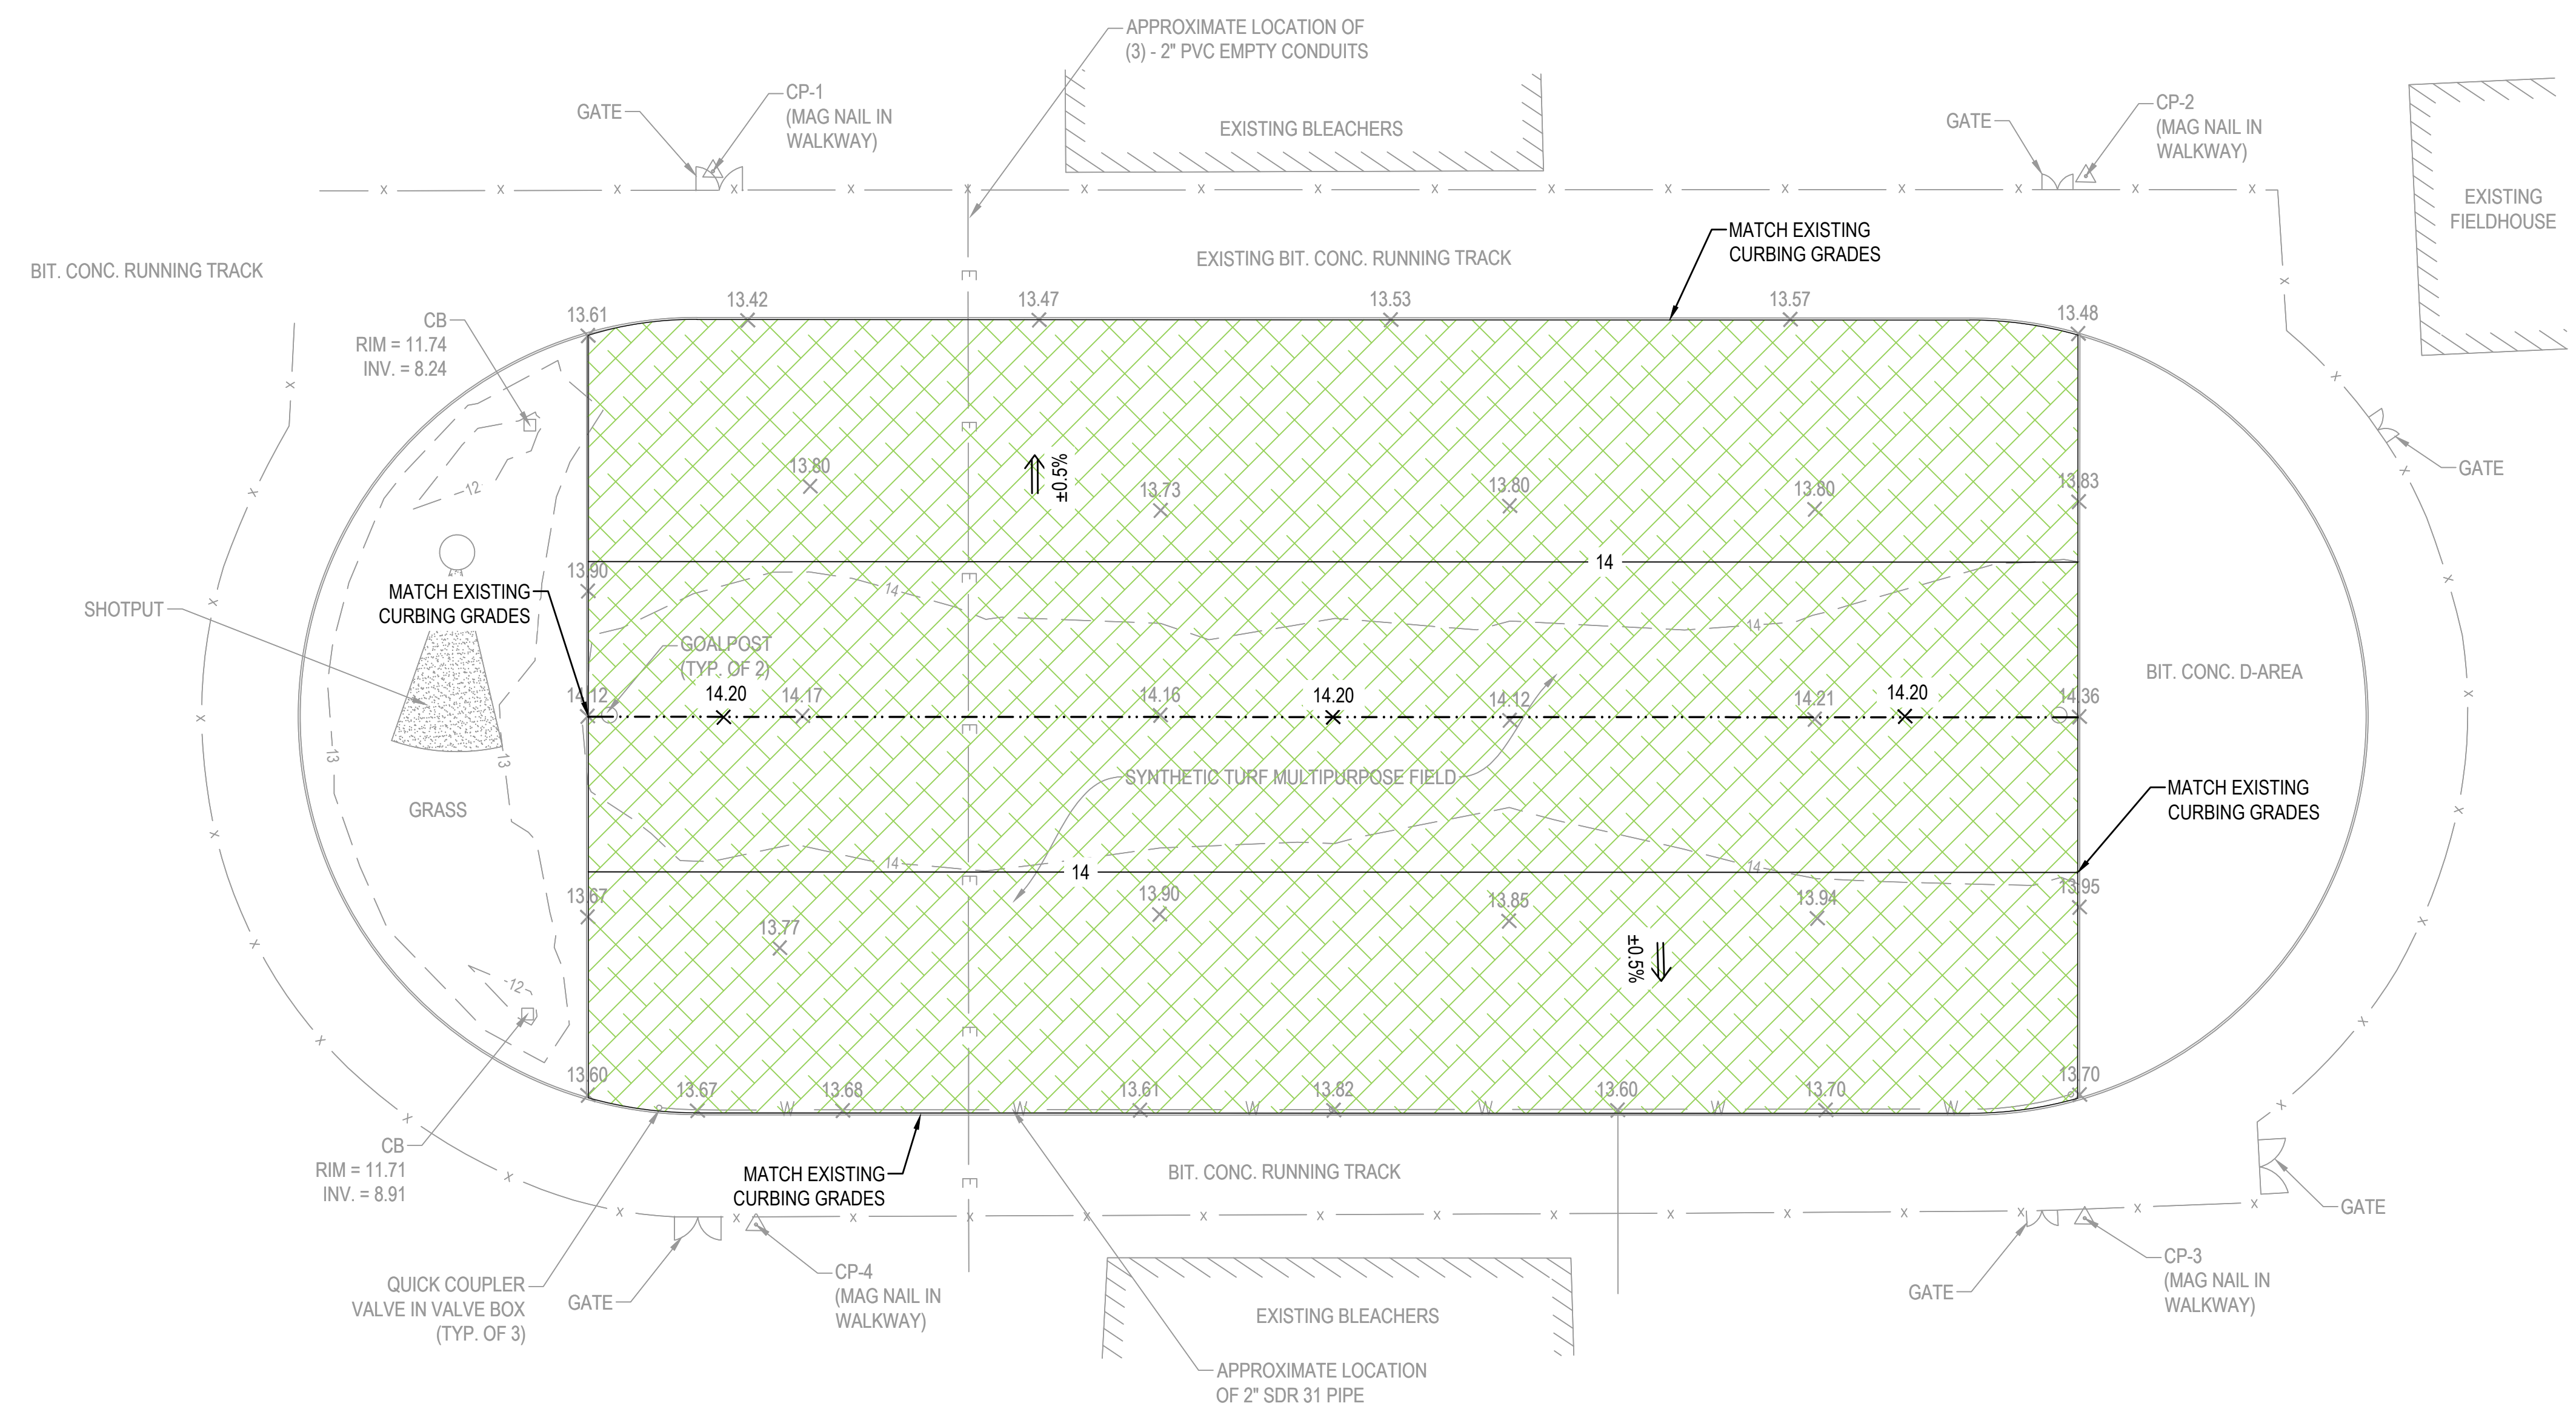 APPROXIMATE LOCATION OF
(3) - 2" PVC EMPTY CONDUITS
CP-1
(MAG NAIL IN
WALKWAY)
GATE
EXISTING BLEACHERS
GATE
CP-2
(MAG NAIL IN
WALKWAY)
EXISTING
FIELDHOUSE
BIT. CONC. RUNNING TRACK
EXISTING BIT. CONC. RUNNING TRACK
MATCH EXISTING
CURBING GRADES
CB
RIM = 11.74
INV. = 8.24
13.61
13.42
13.47
13.53
13.57
13.48
E
E
E
E
E
E
E
12
13.80
±0.5%
13.73
13.80
13.80
13.83
GATE
14
13.90
14
14
MATCH EXISTING
CURBING GRADES
SHOTPUT
GOALPOST
(TYP. OF 2)
14.12
14.20
14.17
14.16
14.20
14.12
14.21
14.20
14.36
BIT. CONC. D-AREA
13
13
SYNTHETIC TURF MULTIPURPOSE FIELD
MATCH EXISTING
CURBING GRADES
GRASS
14
14
14
13.67
13.77
13.90
13.85
13.94
13.95
±0.5%
12
13.60
13.67
W
13.68
W
13.61
W
13.82
W
13.60
W
13.70
W
13.70
CB
RIM = 11.71
INV. = 8.91
MATCH EXISTING
CURBING GRADES
BIT. CONC. RUNNING TRACK
GATE
QUICK COUPLER
VALVE IN VALVE BOX
(TYP. OF 3)
GATE
CP-4
(MAG NAIL IN
WALKWAY)
EXISTING BLEACHERS
GATE
CP-3
(MAG NAIL IN
WALKWAY)
APPROXIMATE LOCATION
OF 2" SDR 31 PIPE